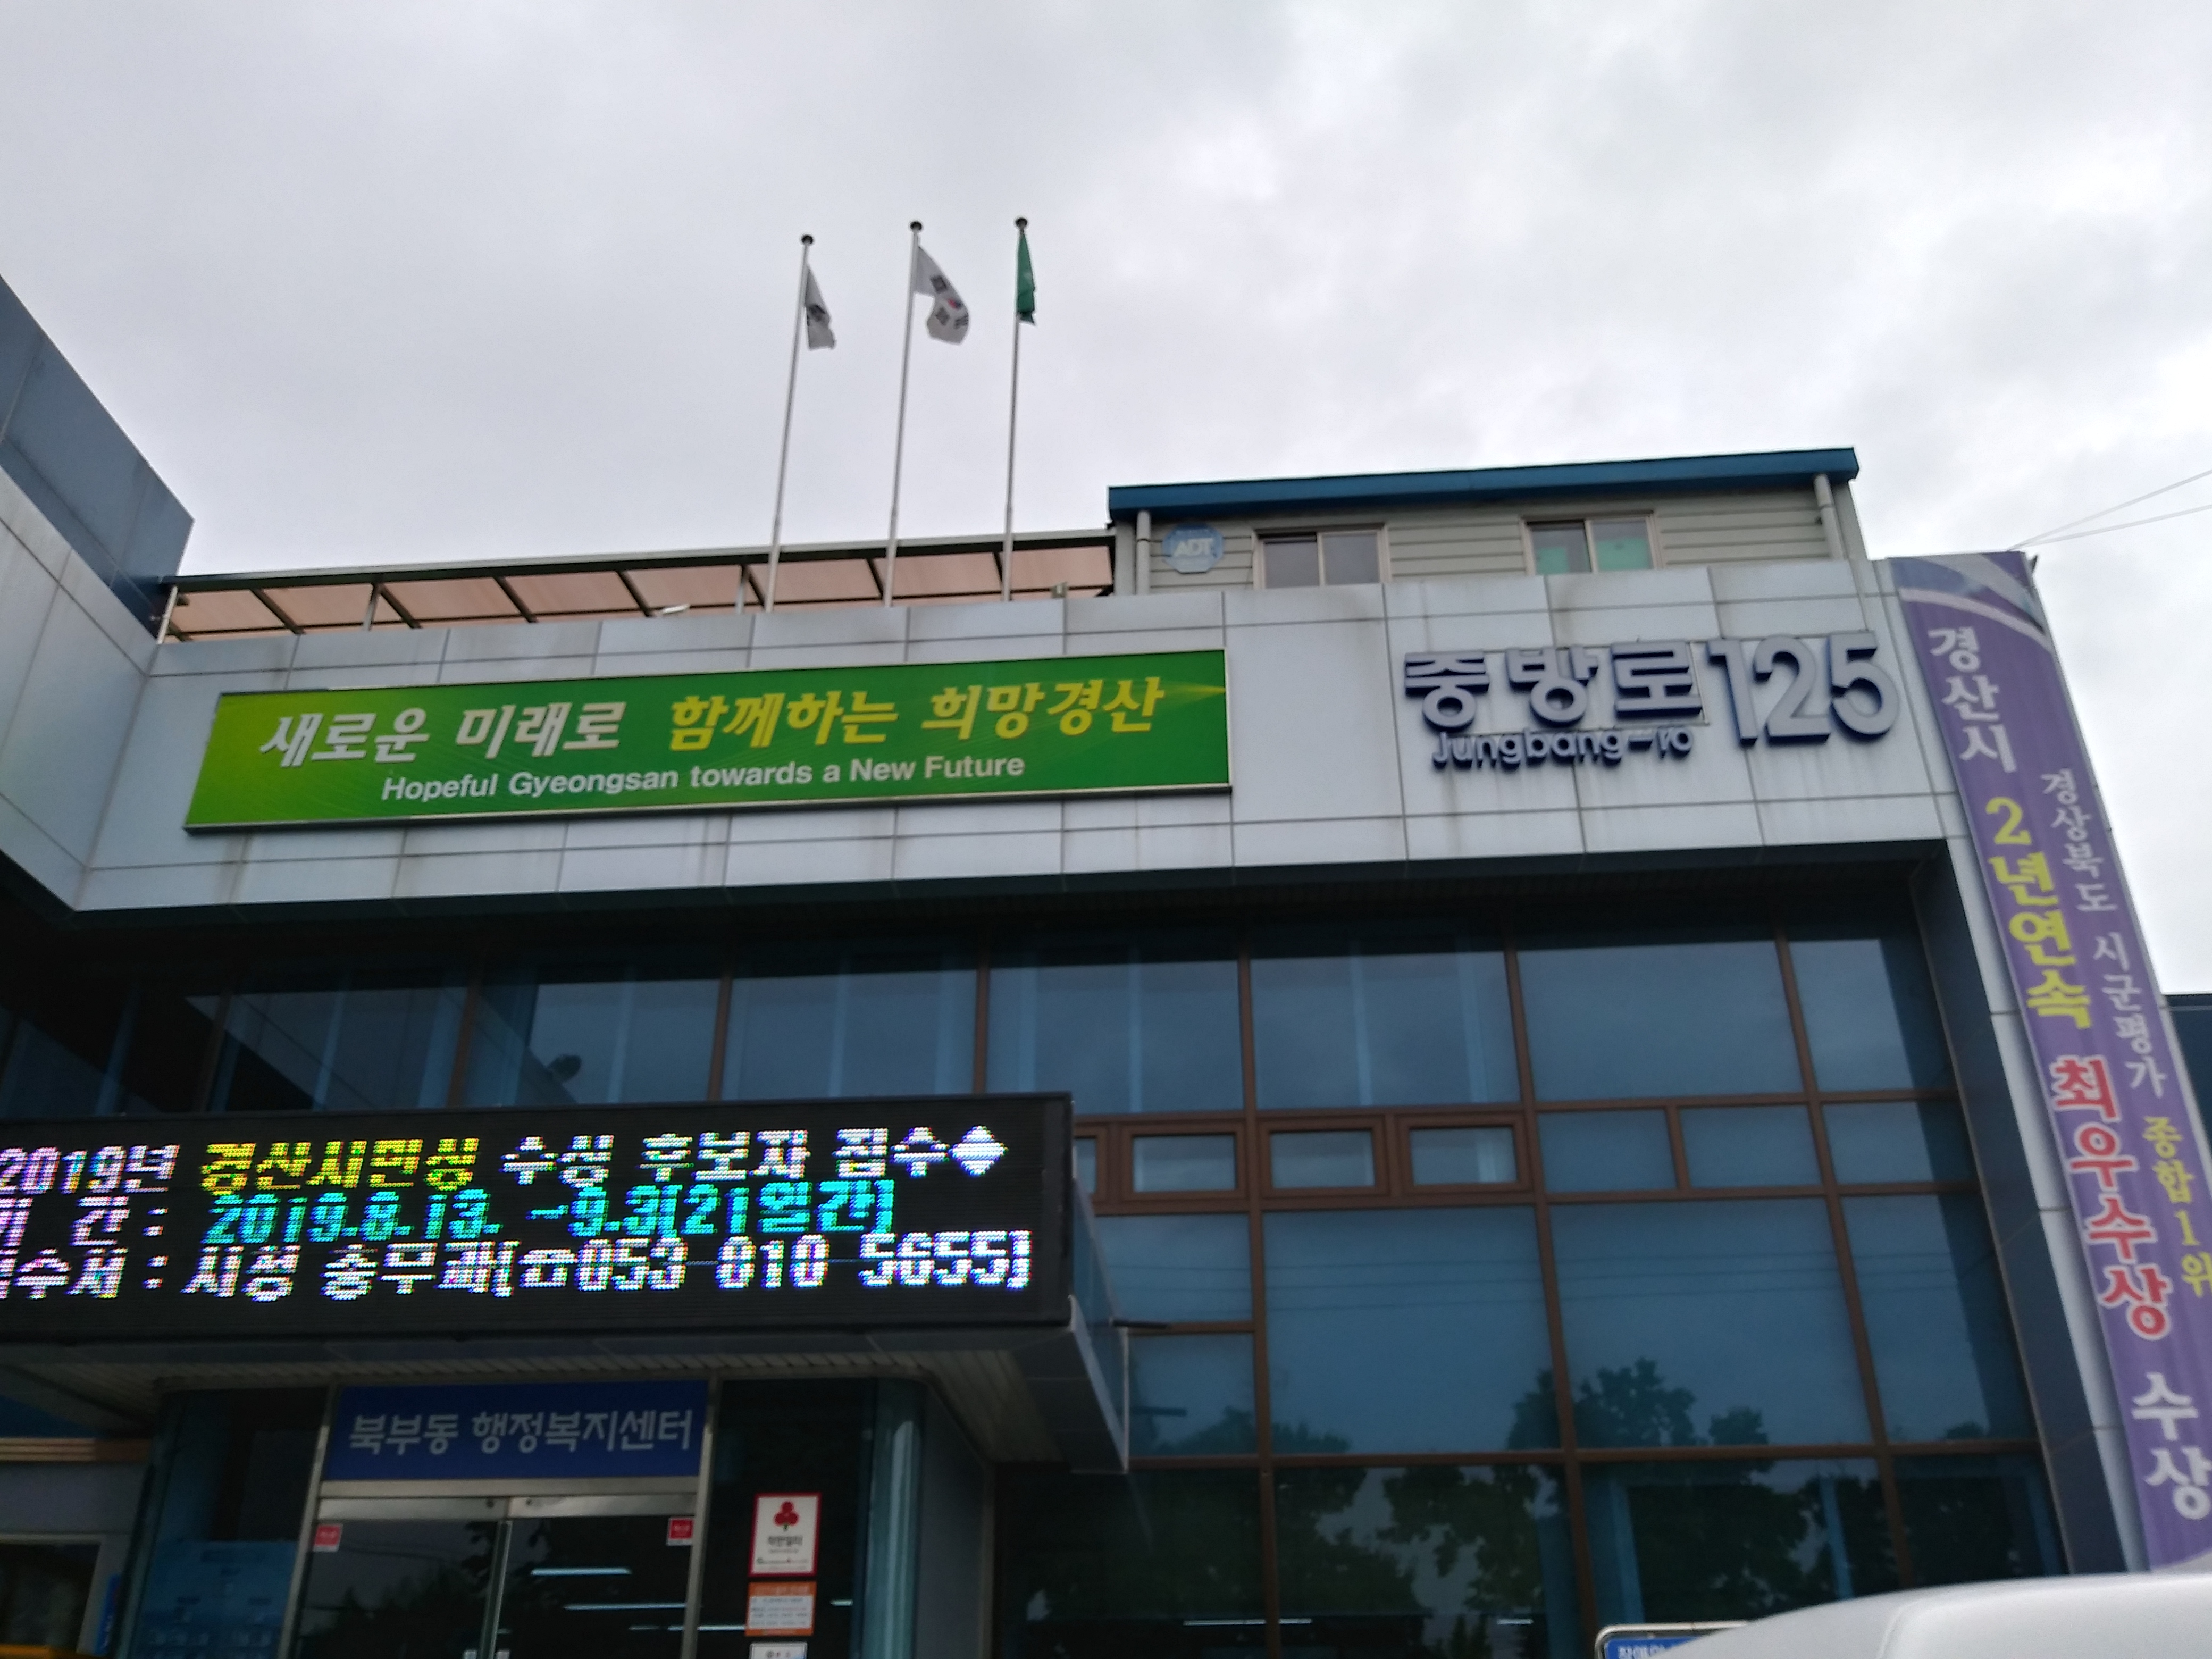 ADT
새로운 미래로 함께하는 희망경산
Hopeful Gyeongsan towards a New Future
중방로 125
Jungbang-ro
경산시 2년연속 최우수상 수상
경상북도 시군평가 종합1위
2019년 경산시민상 수상 후보자 접수◆
간 : 2019.8.13. -9.3(21일간)
수처 : 시청 총무과(☎053 810 5655)
북부동 행정복지센터